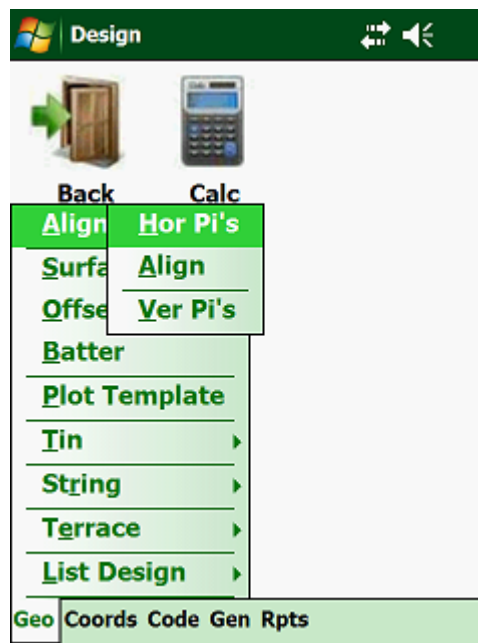 Design
Back Calc
Align Hor Pi's
Surfa Align
Offse Ver Pi's
Batter
Plot Template
Tin
String
Terrace
List Design
Geo Coords Code Gen Rpts